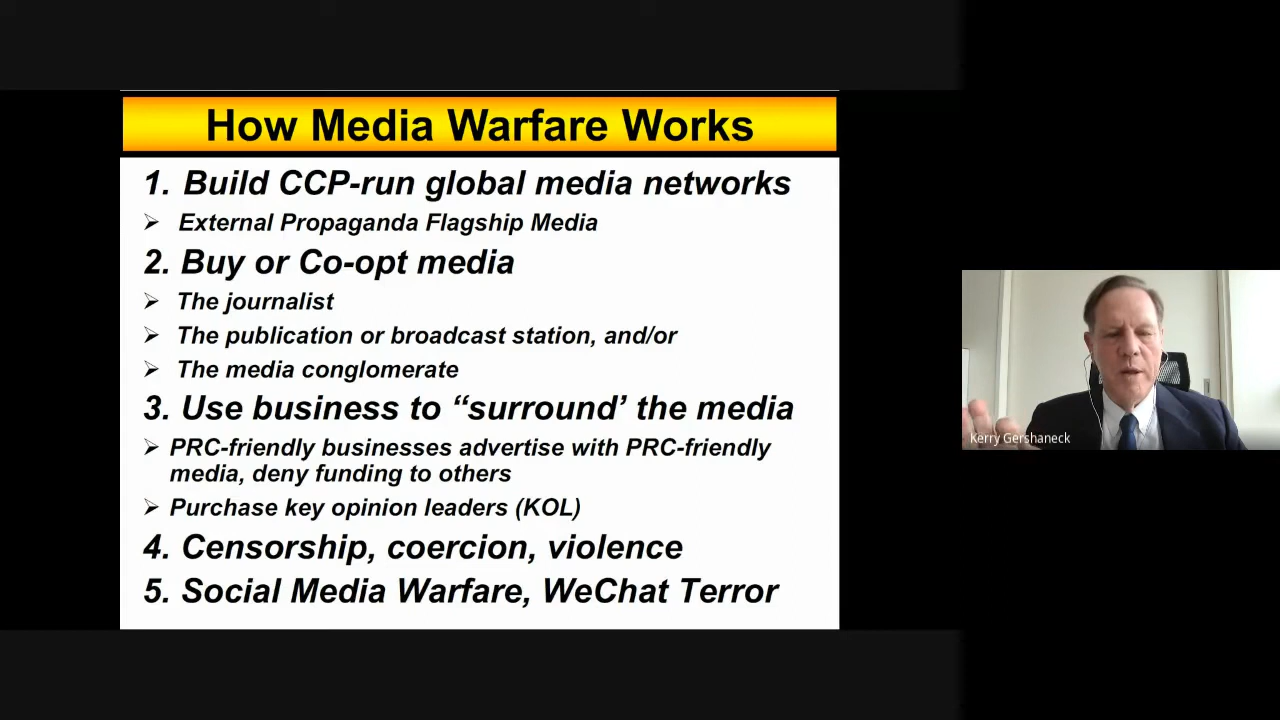 How Media Warfare Works
1. Build CCP-run global media networks
➢ External Propaganda Flagship Media
2. Buy or Co-opt media
➢ The journalist
➢ The publication or broadcast station, and/or
➢ The media conglomerate
3. Use business to “surround’ the media
➢ PRC-friendly businesses advertise with PRC-friendly
media, deny funding to others
➢ Purchase key opinion leaders (KOL)
4. Censorship, coercion, violence
5. Social Media Warfare, WeChat Terror
Kerry Gershaneck